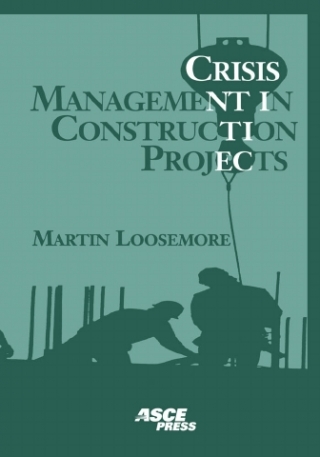 CRISIS
MANAGEMENT IN
CONSTRUCTION
PROJECTS
MARTIN LOOSEMORE
ASCE
PRESS